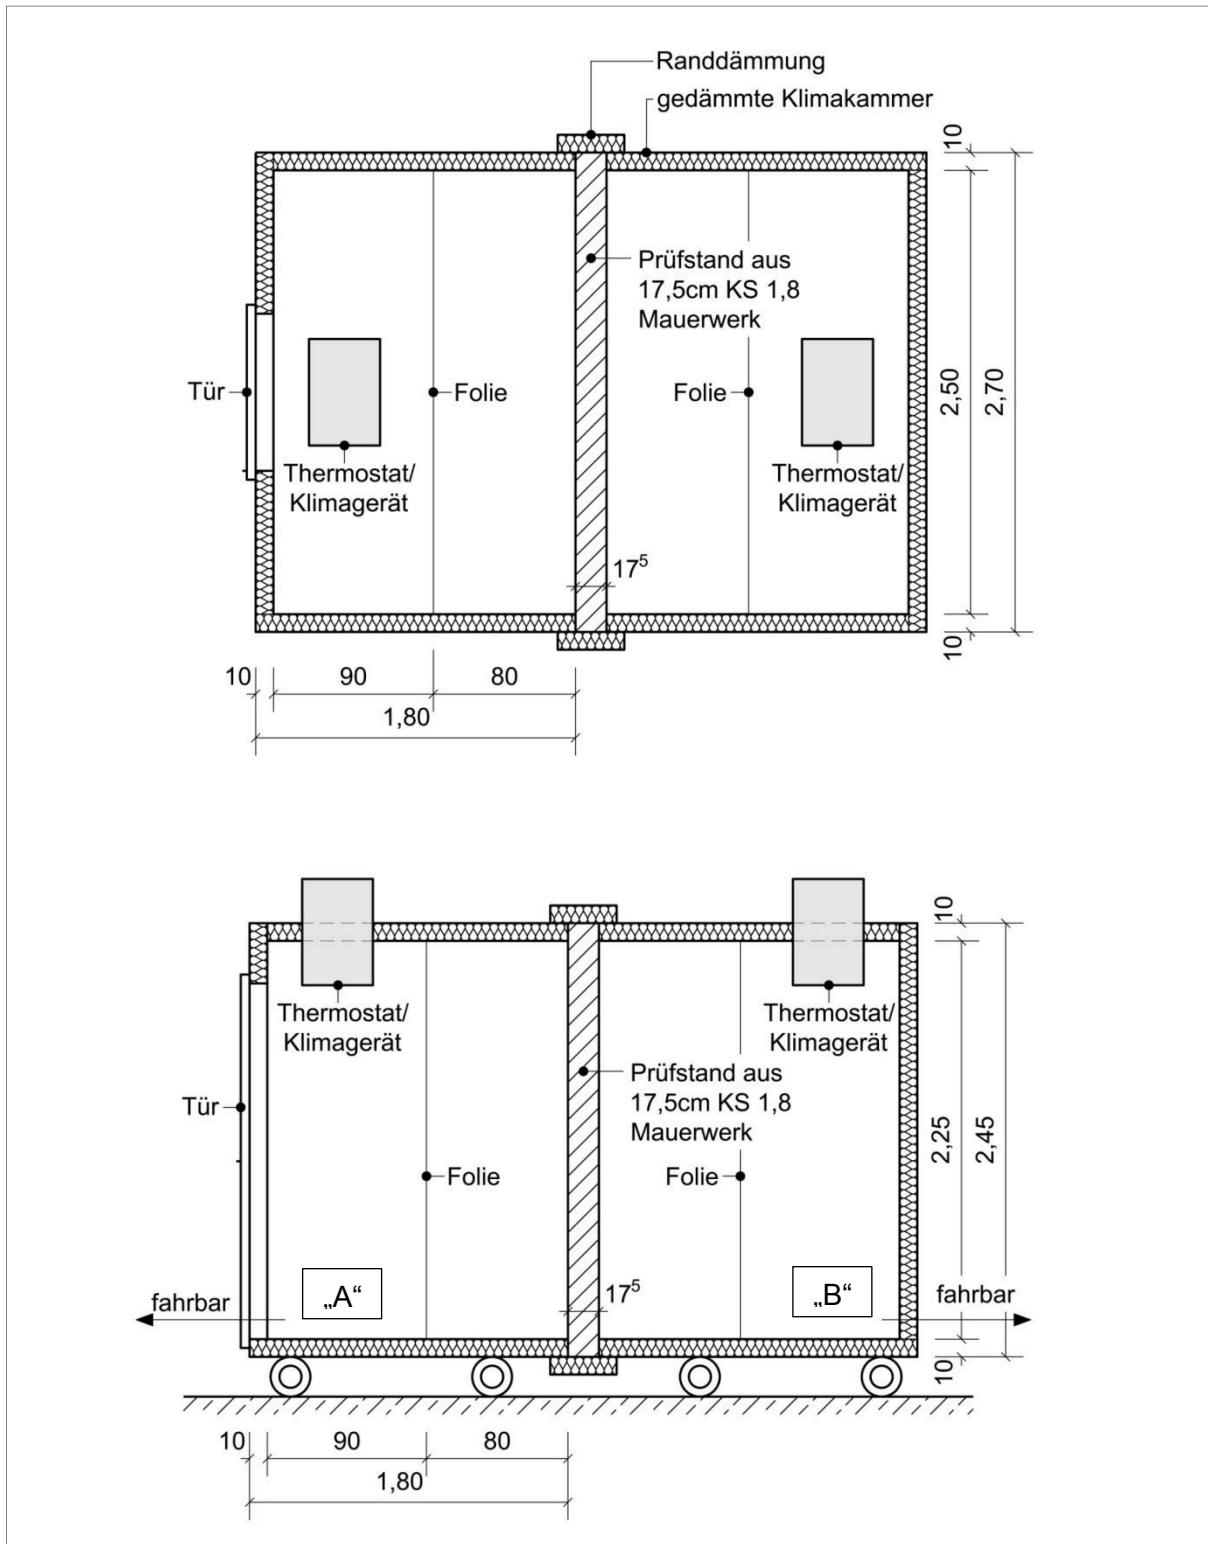 Randdämmung
gedämmte Klimakammer
10
Prüfstand aus
17,5cm KS 1,8
Mauerwerk
Tür
Folie
Folie
2,50
2,70
Thermostat/
Klimagerät
Thermostat/
Klimagerät
17⁵
10
10
90
80
1,80
10
Thermostat/
Klimagerät
Thermostat/
Klimagerät
Prüfstand aus
17,5cm KS 1,8
Mauerwerk
Tür
2,25
2,45
Folie
Folie
„A“
„B“
17⁵
fahrbar
fahrbar
10
10
90
80
1,80